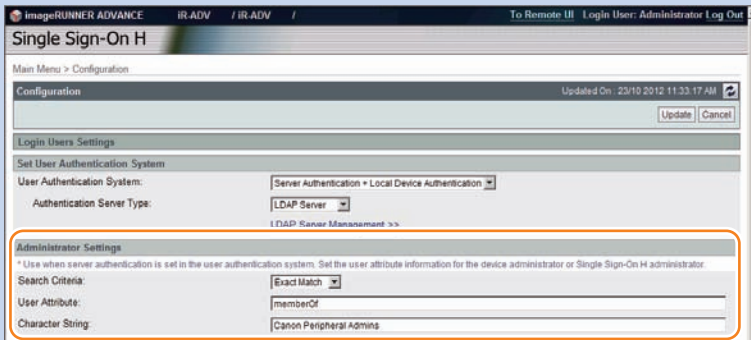 imageRUNNER ADVANCE iR-ADV / iR-ADV / To Remote UI Login User: Administrator Log Out
Single Sign-On H
Main Menu > Configuration
Configuration Updated On : 23/10 2012 11:33:17 AM
Update Cancel
Login Users Settings
Set User Authentication System
User Authentication System: Server Authentication + Local Device Authentication
Authentication Server Type: LDAP Server
LDAP Server Management >>
Administrator Settings
* Use when server authentication is set in the user authentication system. Set the user attribute information for the device administrator or Single Sign-On H administrator.
Search Criteria: Exact Match
User Attribute: memberOf
Character String: Canon Peripheral Admins